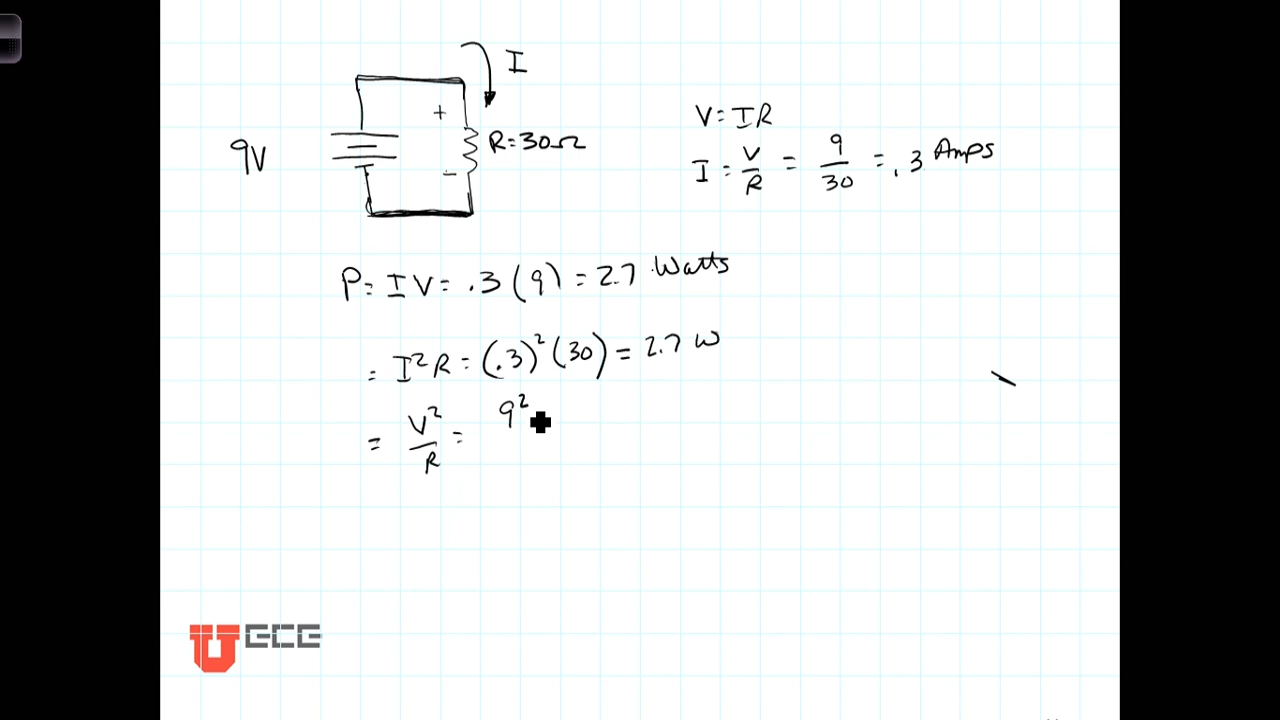 I
+
9V
R=30Ω
-
V=IR
I = V/R = 9/30 = .3 Amps
P= IV= .3 (9) = 2.7 Watts
= I²R = (.3)²(30) = 2.7 W
= V²/R = 9²
U ECE